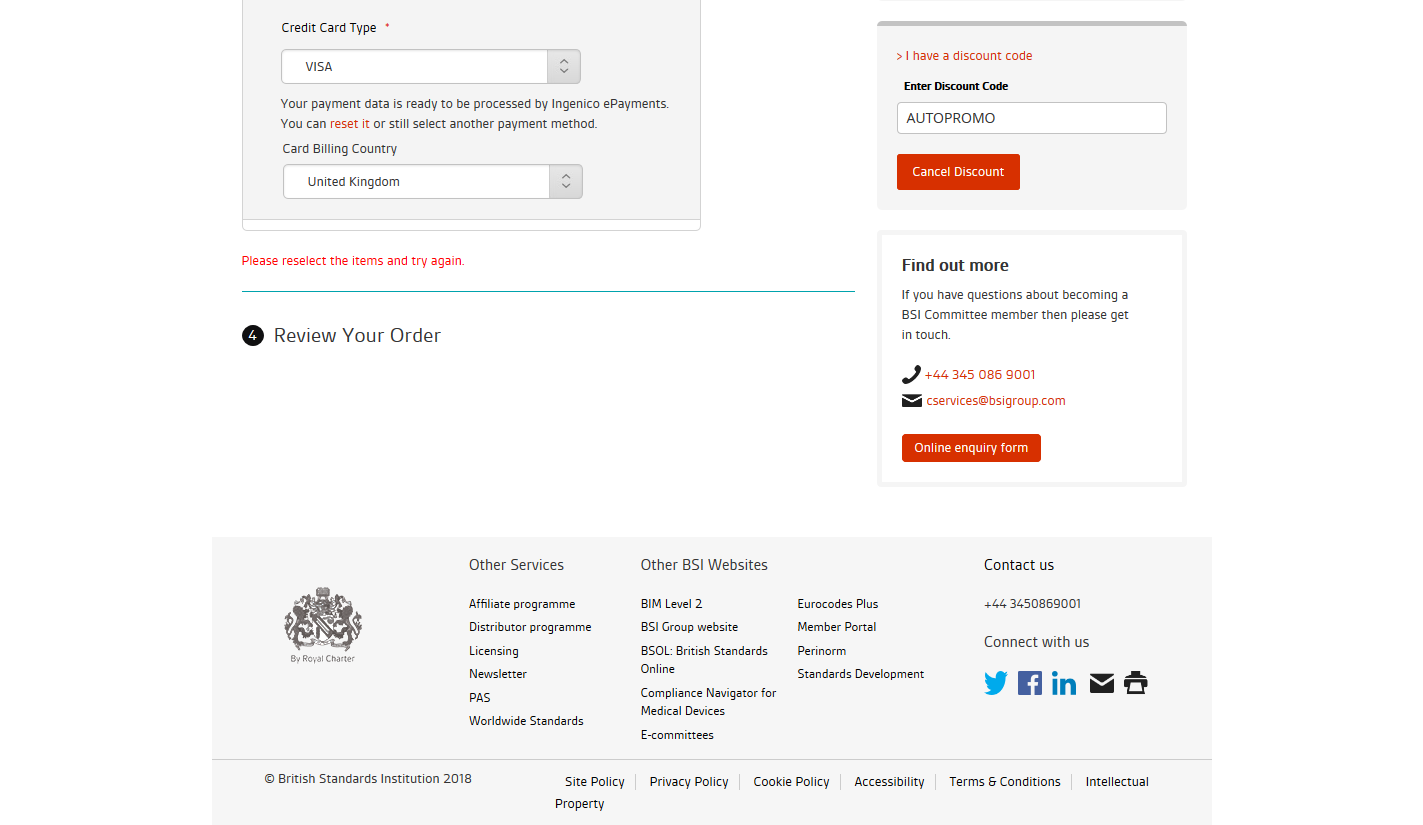 Credit Card Type *
VISA
Your payment data is ready to be processed by Ingenico ePayments.
You can reset it or still select another payment method.
Card Billing Country
United Kingdom
Please reselect the items and try again.
4 Review Your Order
> I have a discount code
Enter Discount Code
AUTOPROMO
Cancel Discount
Find out more
If you have questions about becoming a
BSI Committee member then please get
in touch.
+44 345 086 9001
cservices@bsigroup.com
Online enquiry form
By Royal Charter
Other Services
Affiliate programme
Distributor programme
Licensing
Newsletter
PAS
Worldwide Standards
Other BSI Websites
BIM Level 2
BSI Group website
BSOL: British Standards
Online
Compliance Navigator for
Medical Devices
E-committees
Eurocodes Plus
Member Portal
Perinorm
Standards Development
Contact us
+44 3450869001
Connect with us
© British Standards Institution 2018
Site Policy Privacy Policy Cookie Policy Accessibility Terms & Conditions Intellectual
Property